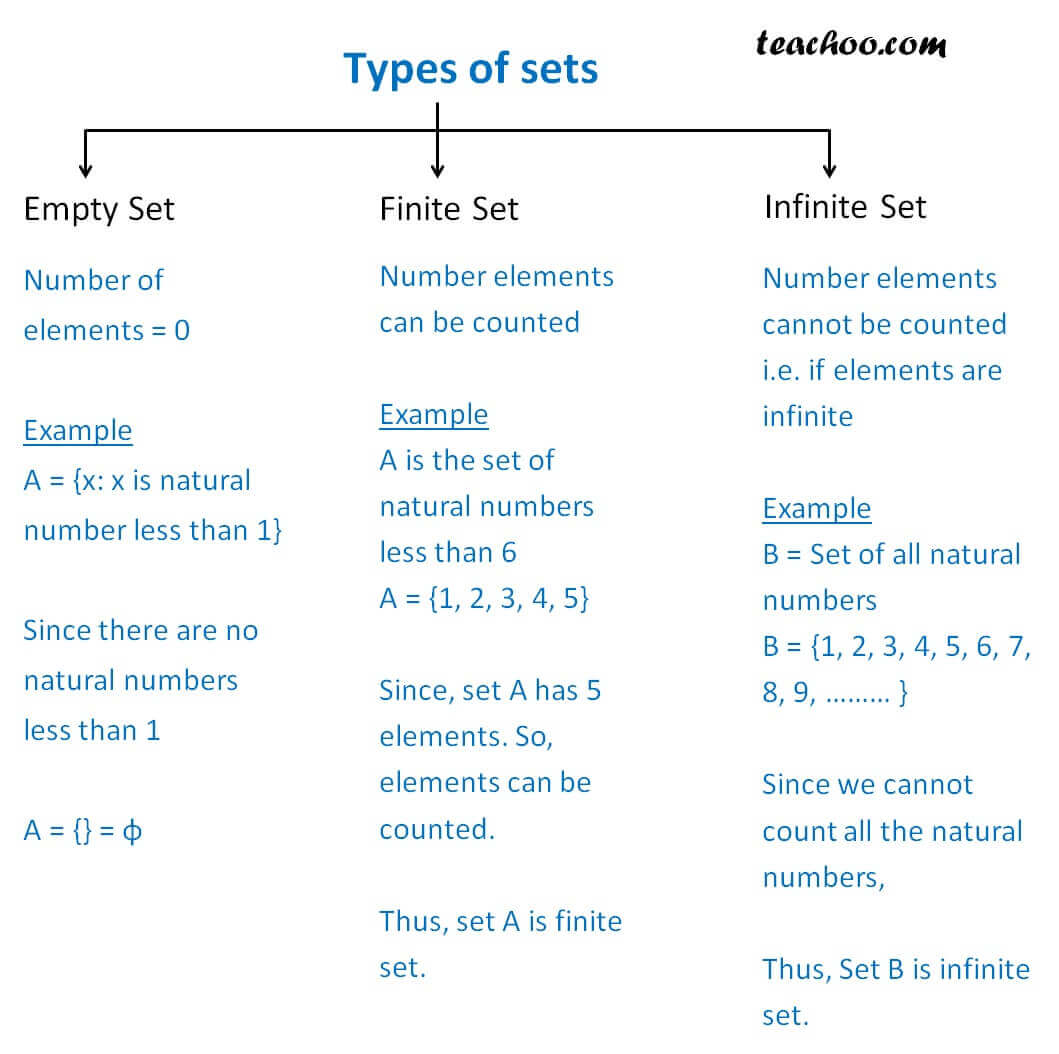 teachoo.com
Types of sets
Empty Set
Number of
elements = 0
Example
A = {x: x is natural
number less than 1}
Since there are no
natural numbers
less than 1
A = {} = ϕ
Finite Set
Number elements
can be counted
Example
A is the set of
natural numbers
less than 6
A = {1, 2, 3, 4, 5}
Since, set A has 5
elements. So,
elements can be
counted.
Thus, set A is finite
set.
Infinite Set
Number elements
cannot be counted
i.e. if elements are
infinite
Example
B = Set of all natural
numbers
B = {1, 2, 3, 4, 5, 6, 7,
8, 9, ......... }
Since we cannot
count all the natural
numbers,
Thus, Set B is infinite
set.